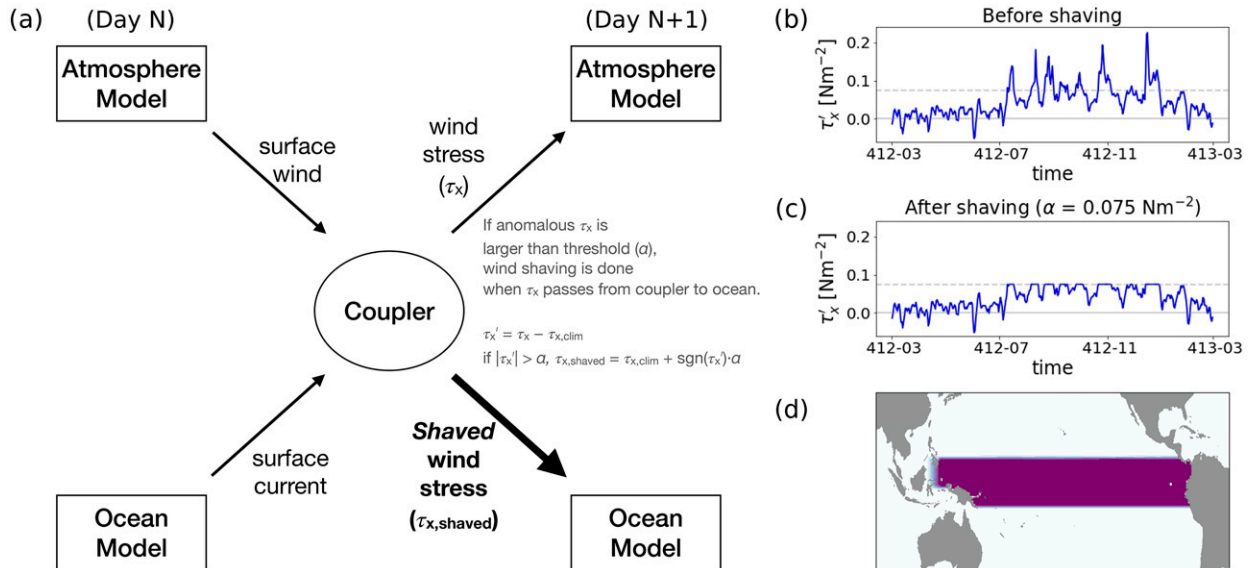 (a)
(Day N)
(Day N+1)
Atmosphere
Model
Atmosphere
Model
surface
wind
wind
stress
(τx)
If anomalous τx is
larger than threshold (α),
wind shaving is done
when τx passes from coupler to ocean.
Coupler
τx′ = τx − τx,clim
if |τx′| > α, τx,shaved = τx,clim + sgn(τx′)·α
surface
current
Shaved
wind
stress
(τx,shaved)
Ocean
Model
Ocean
Model
(b)
Before shaving
τ′x [Nm−2]
0.2
0.1
0.0
412-03
412-07
412-11
413-03
time
(c)
After shaving (α = 0.075 Nm−2)
τ′x [Nm−2]
0.2
0.1
0.0
412-03
412-07
412-11
413-03
time
(d)